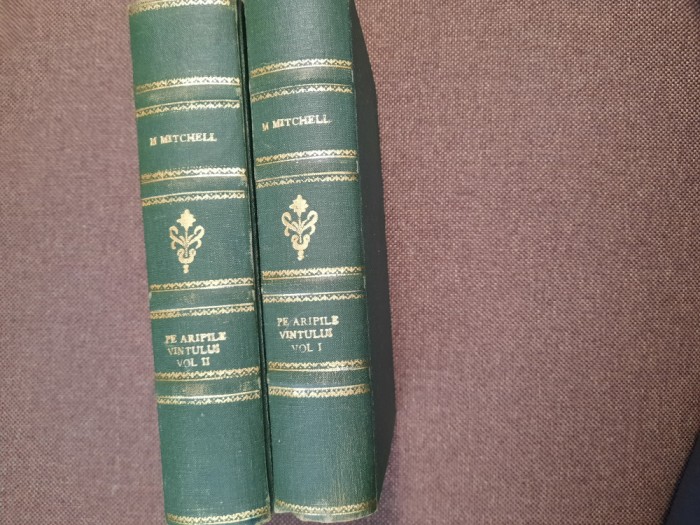 M MITCHELL
PE ARIPILE
VINTULUI
VOL II
M MITCHELL
PE ARIPILE
VINTULUI
VOL I